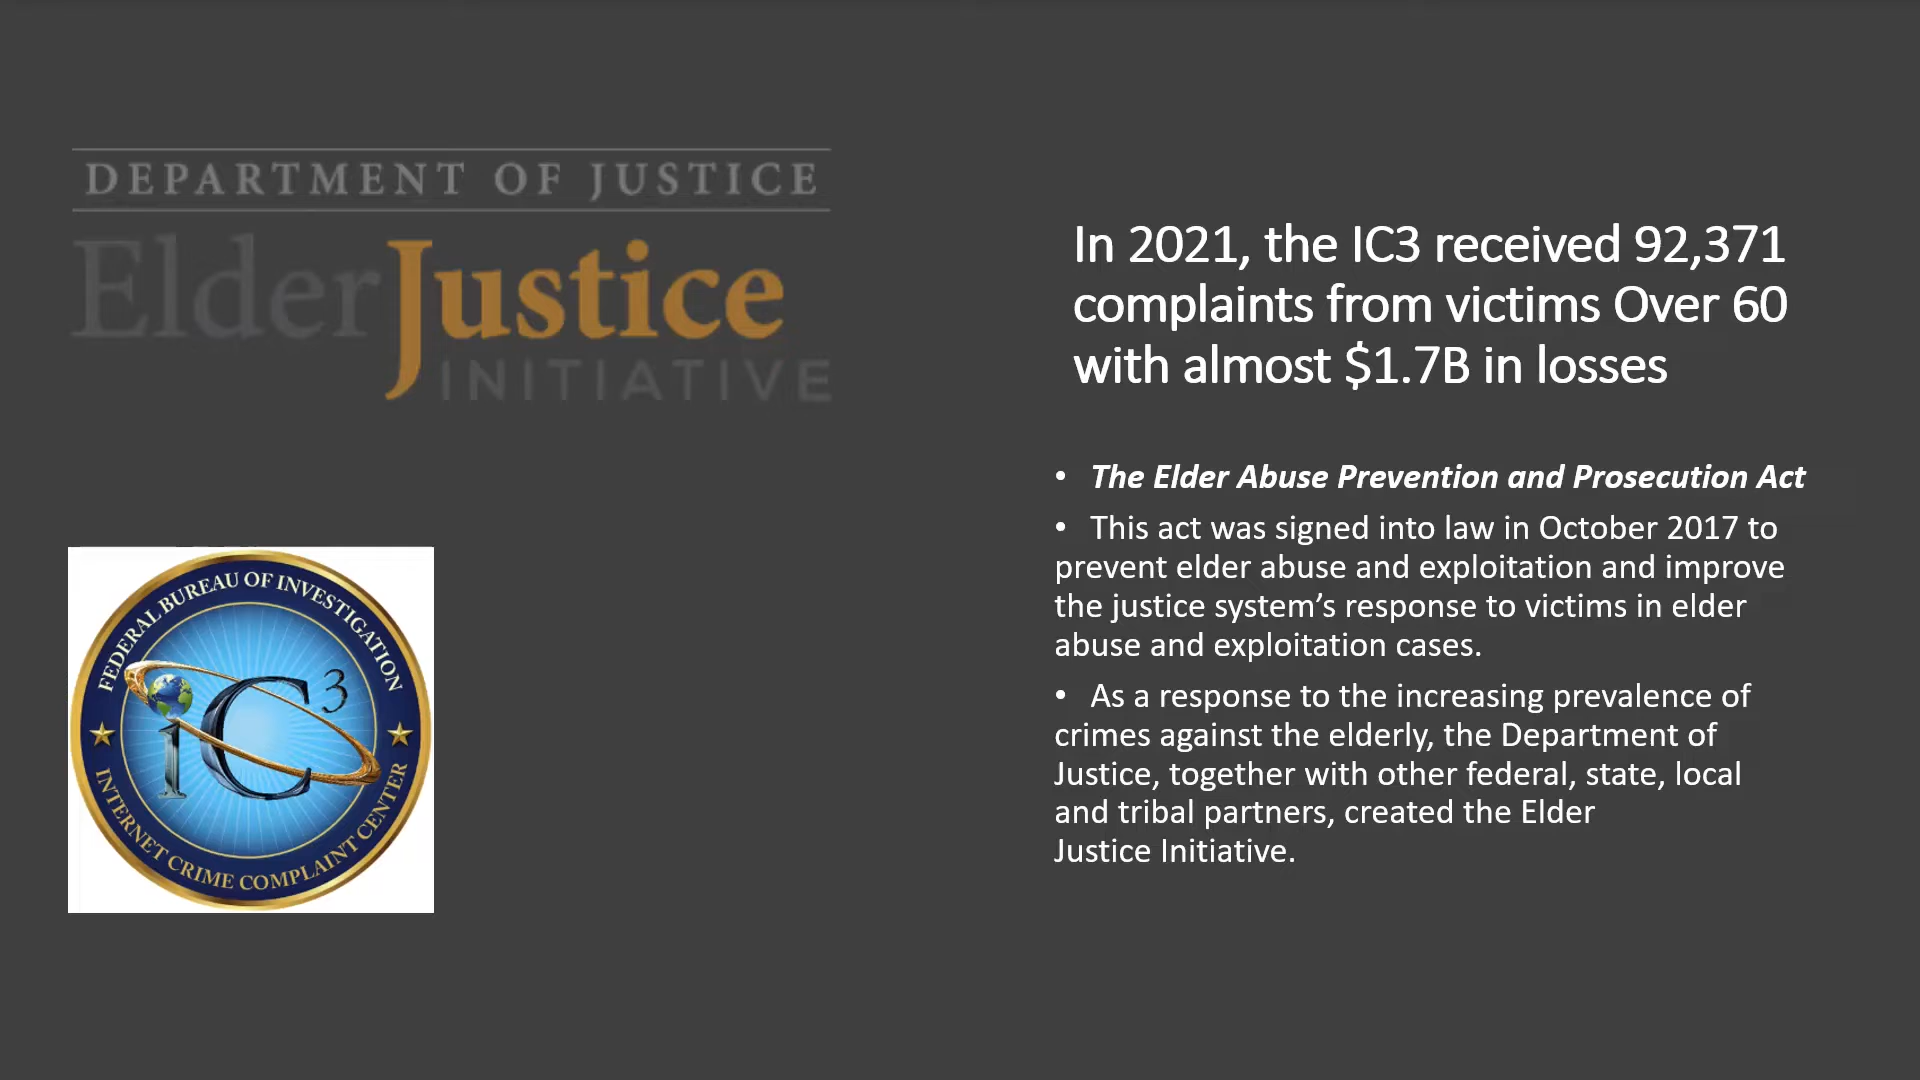 DEPARTMENT OF JUSTICE
ElderJustice
INITIATIVE
In 2021, the IC3 received 92,371
complaints from victims Over 60
with almost $1.7B in losses
• The Elder Abuse Prevention and Prosecution Act
• This act was signed into law in October 2017 to
prevent elder abuse and exploitation and improve
the justice system’s response to victims in elder
abuse and exploitation cases.
• As a response to the increasing prevalence of
crimes against the elderly, the Department of
Justice, together with other federal, state, local
and tribal partners, created the Elder
Justice Initiative.
FEDERAL BUREAU OF INVESTIGATION
iC3
INTERNET CRIME COMPLAINT CENTER